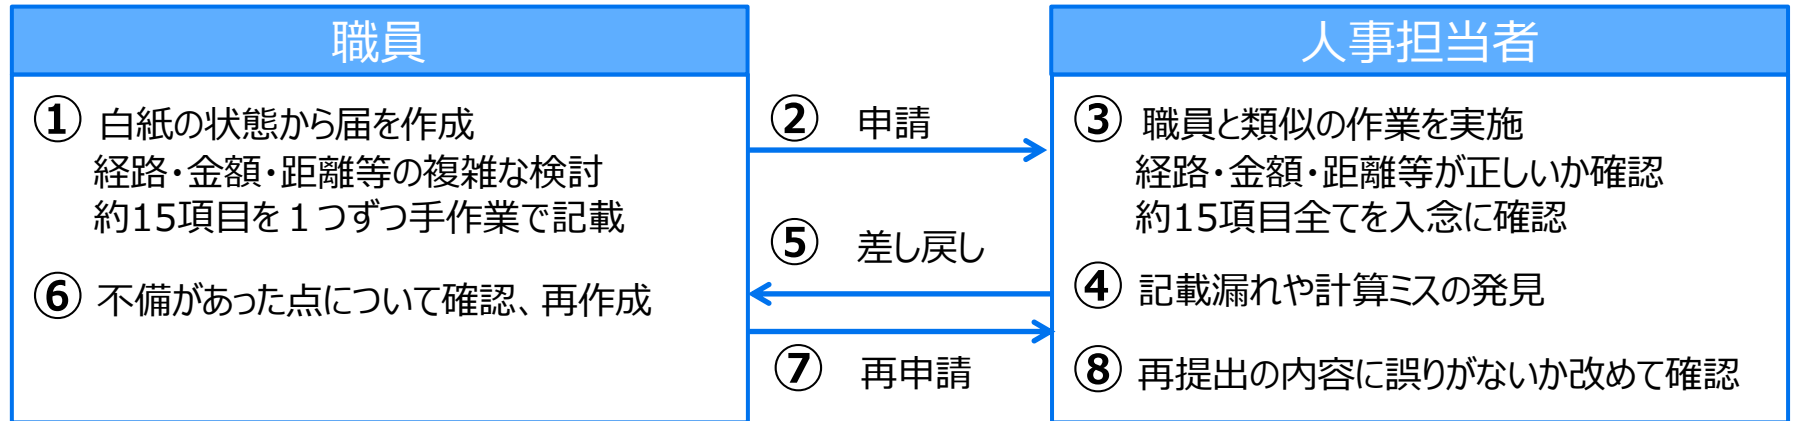 職員
① 白紙の状態から届を作成
経路・金額・距離等の複雑な検討
約15項目を１つずつ手作業で記載
⑥ 不備があった点について確認、再作成
② 申請
⑤ 差し戻し
⑦ 再申請
人事担当者
③ 職員と類似の作業を実施
経路・金額・距離等が正しいか確認
約15項目全てを入念に確認
④ 記載漏れや計算ミスの発見
⑧ 再提出の内容に誤りがないか改めて確認